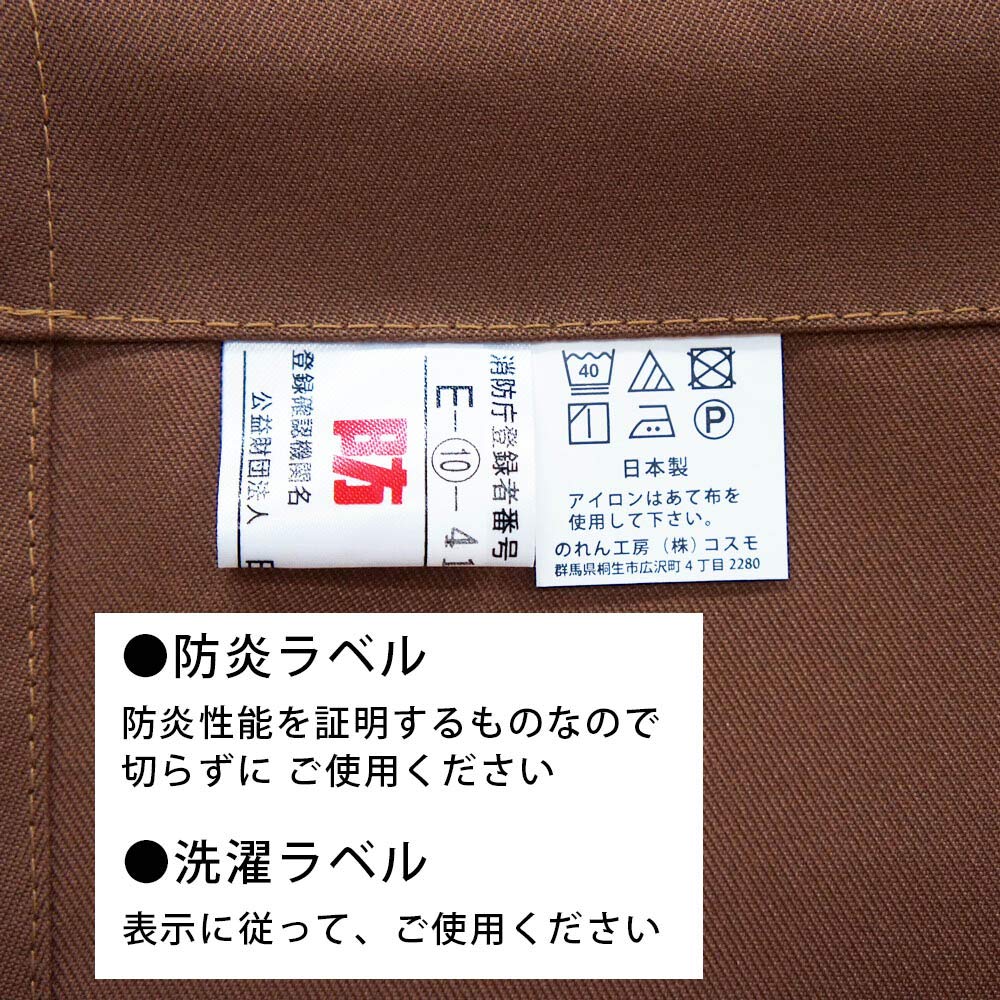 消防庁登録者番号
E-⑩-41
防
登録確認機関名
公益財団法人
40
P
日本製
アイロンはあて布を
使用して下さい。
のれん工房（株）コスモ
群馬県桐生市広沢町4丁目2280
●防炎ラベル
防炎性能を証明するものなので
切らずに ご使用ください
●洗濯ラベル
表示に従って、ご使用ください